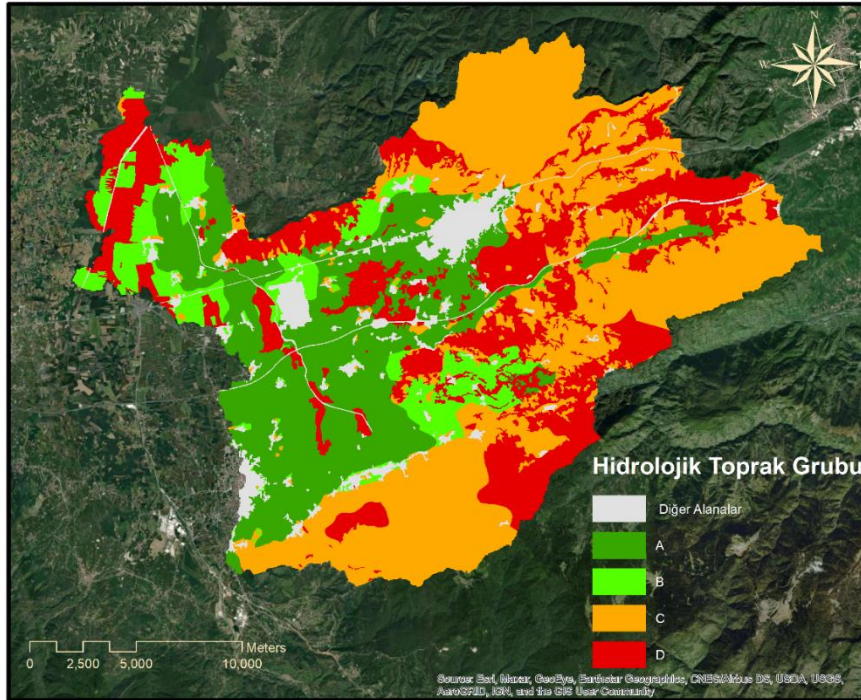 N
W
S
Hidrolojik Toprak Grubu
Diğer Alanalar
A
B
C
D
Meters
0 2,500 5,000 10,000
Source: Esri, Maxar, GeoEye, Earthstar Geographics, CNES/Airbus DS, USDA, USGS,
AeroGRID, IGN, and the GIS User Community